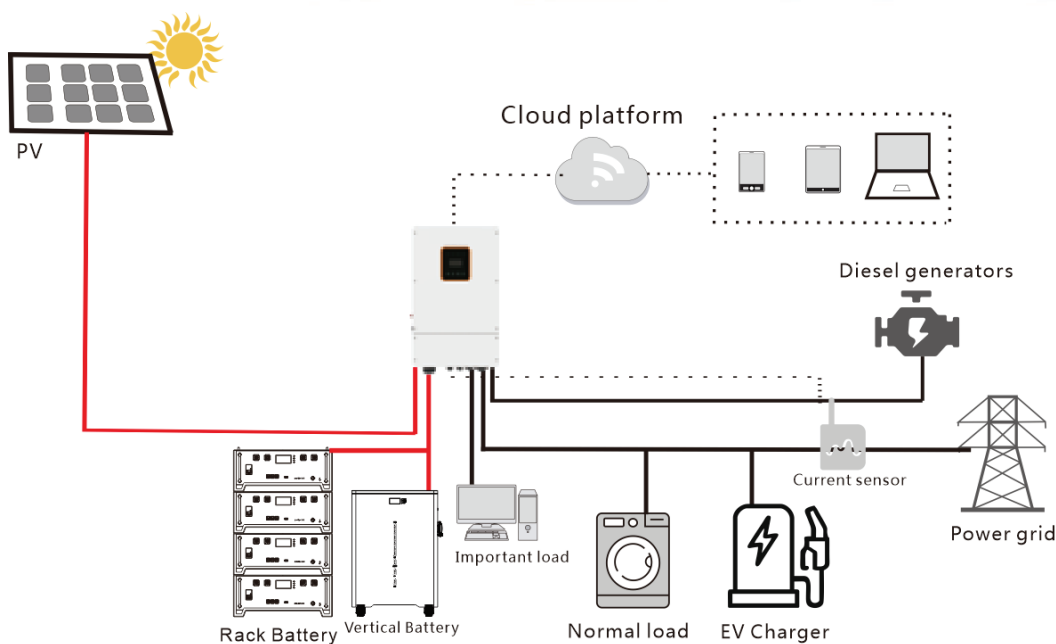 PV
Cloud platform
Diesel generators
Current sensor
Power grid
Important load
Rack Battery
Vertical Battery
Normal load
EV Charger